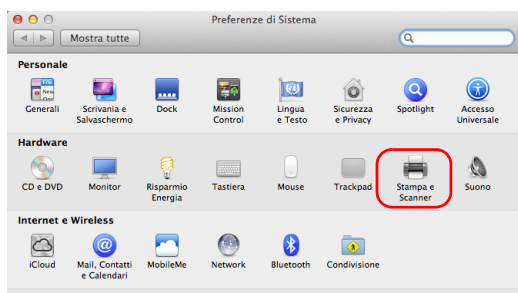 Preferenze di Sistema
Mostra tutte
Personale
Generali
Scrivania e
Salvaschermo
Dock
Mission
Control
Lingua
e Testo
Sicurezza
e Privacy
Spotlight
Accesso
Universale
Hardware
CD e DVD
Monitor
Risparmio
Energia
Tastiera
Mouse
Trackpad
Stampa e
Scanner
Suono
Internet e Wireless
iCloud
Mail, Contatti
e Calendari
MobileMe
Network
Bluetooth
Condivisione